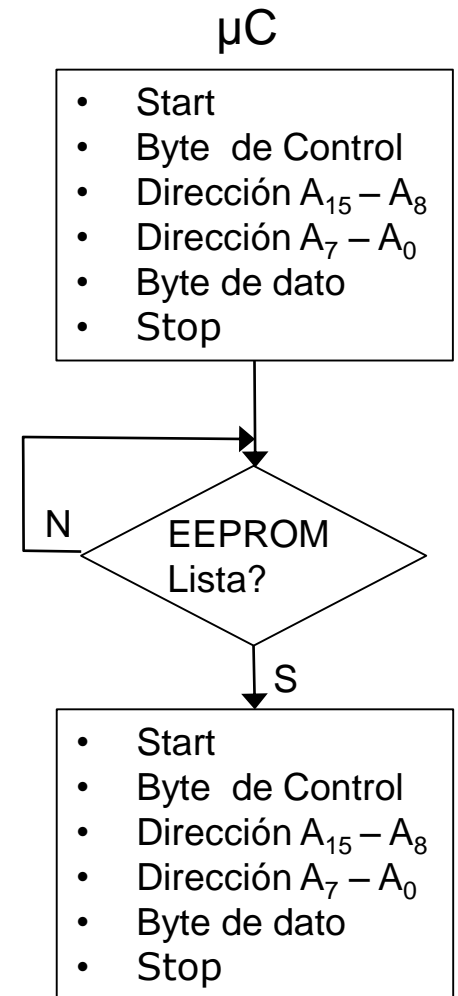 µC
• Start
• Byte de Control
• Dirección A₁₅ – A₈
• Dirección A₇ – A₀
• Byte de dato
• Stop
N
EEPROM
Lista?
S
• Start
• Byte de Control
• Dirección A₁₅ – A₈
• Dirección A₇ – A₀
• Byte de dato
• Stop